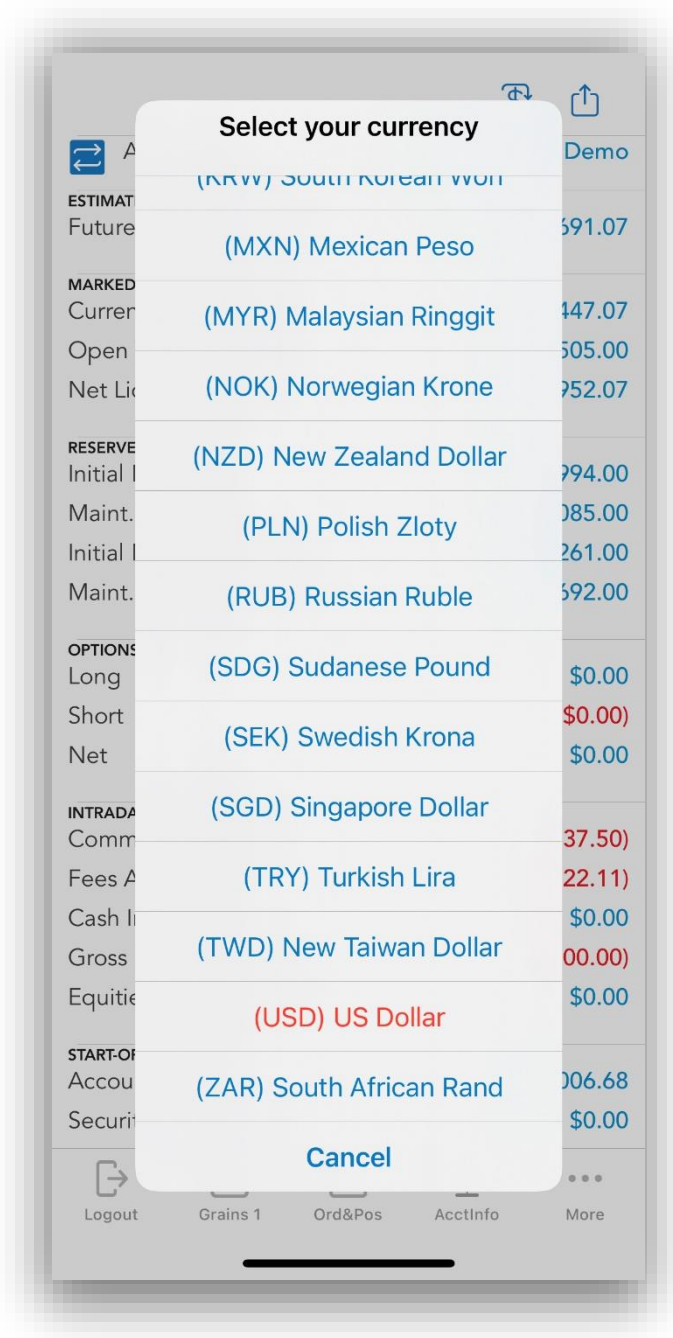 Select your currency
A
Demo
(KRW) South Korean Won
ESTIMAT
Future
691.07
(MXN) Mexican Peso
MARKED
Curren
447.07
(MYR) Malaysian Ringgit
Open
505.00
Net Lic
952.07
(NOK) Norwegian Krone
RESERVE
(NZD) New Zealand Dollar
Initial
994.00
Maint.
085.00
(PLN) Polish Zloty
Initial
261.00
Maint.
692.00
(RUB) Russian Ruble
OPTIONS
Long
$0.00
(SDG) Sudanese Pound
Short
$0.00)
(SEK) Swedish Krona
Net
$0.00
INTRADA
(SGD) Singapore Dollar
Comm
37.50)
Fees A
22.11)
(TRY) Turkish Lira
Cash I
$0.00
(TWD) New Taiwan Dollar
Gross
00.00)
Equitie
$0.00
(USD) US Dollar
START-OF
Accou
006.68
(ZAR) South African Rand
Securit
$0.00
Cancel
Logout
Grains 1
Ord&Pos
AcctInfo
More